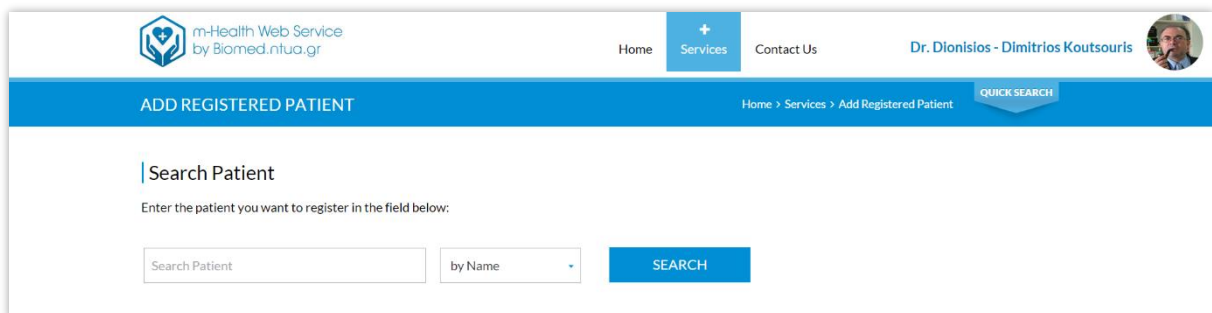 m-Health Web Service
by Biomed.ntua.gr
Home
Services
Contact Us
Dr. Dionisios - Dimitrios Koutsouris
ADD REGISTERED PATIENT
Home > Services > Add Registered Patient
QUICK SEARCH
Search Patient
Enter the patient you want to register in the field below:
Search Patient
by Name
SEARCH